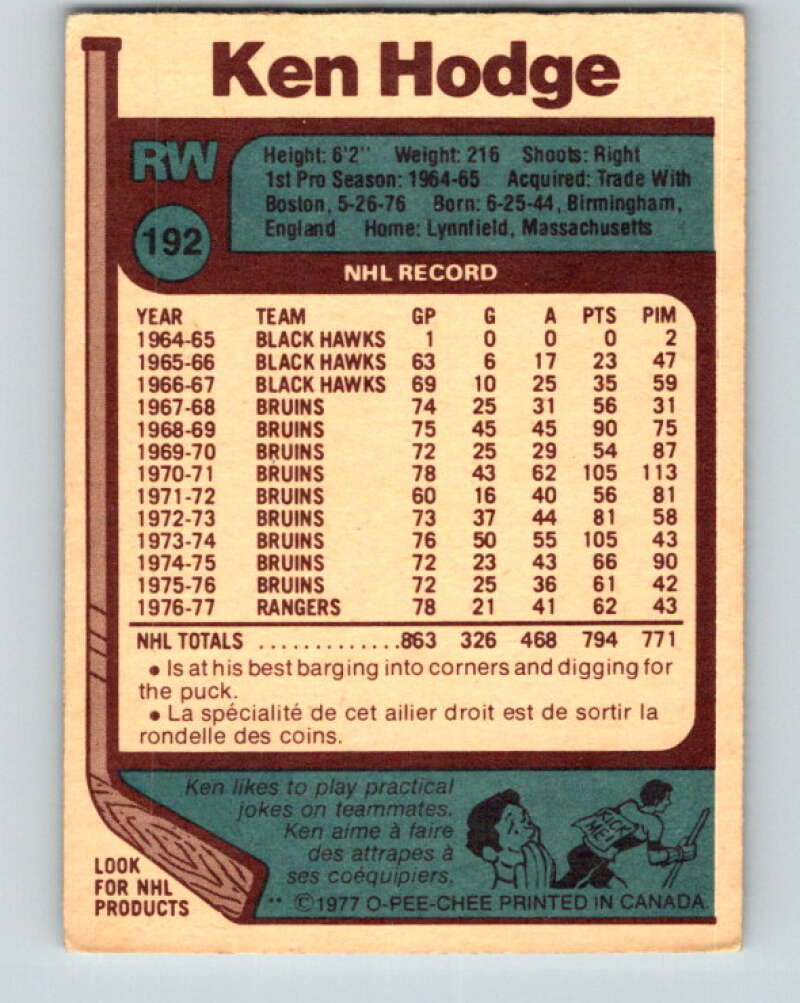 Ken Hodge
RW
192
Height: 6'2" Weight: 216 Shoots: Right
1st Pro Season: 1964-65 Acquired: Trade With
Boston, 5-26-76 Born: 6-25-44, Birmingham,
England Home: Lynnfield, Massachusetts
NHL RECORD
YEAR TEAM GP G A PTS PIM
1964-65 BLACK HAWKS 1 0 0 0 2
1965-66 BLACK HAWKS 63 6 17 23 47
1966-67 BLACK HAWKS 69 10 25 35 59
1967-68 BRUINS 74 25 31 56 31
1968-69 BRUINS 75 45 45 90 75
1969-70 BRUINS 72 25 29 54 87
1970-71 BRUINS 78 43 62 105 113
1971-72 BRUINS 60 16 40 56 81
1972-73 BRUINS 73 37 44 81 58
1973-74 BRUINS 76 50 55 105 43
1974-75 BRUINS 72 23 43 66 90
1975-76 BRUINS 72 25 36 61 42
1976-77 RANGERS 78 21 41 62 43
NHL TOTALS .............863 326 468 794 771
• Is at his best barging into corners and digging for
the puck.
• La spécialité de cet ailier droit est de sortir la
rondelle des coins.
Ken likes to play practical
jokes on teammates.
Ken aime à faire
des attrapes à
ses coéquipiers.
KICK
ME!
LOOK
FOR NHL
PRODUCTS
** ©1977 O-PEE-CHEE PRINTED IN CANADA.